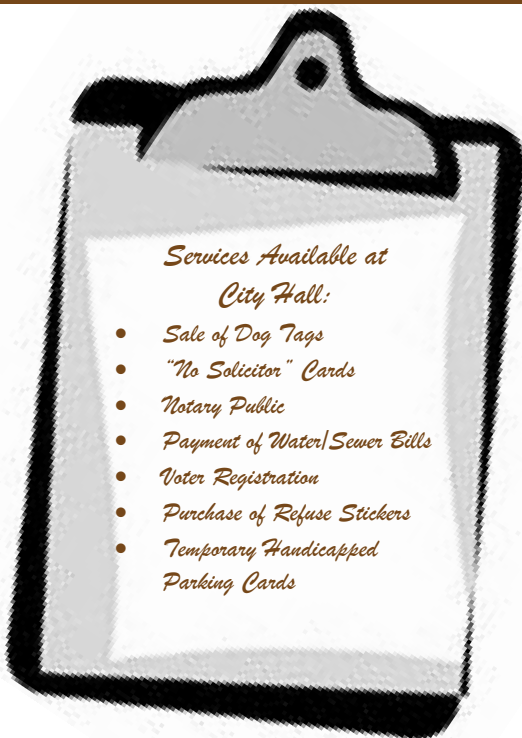 Services Available at
City Hall:
• Sale of Dog Tags
• "No Solicitor" Cards
• Notary Public
• Payment of Water/Sewer Bills
• Voter Registration
• Purchase of Refuse Stickers
• Temporary Handicapped
Parking Cards